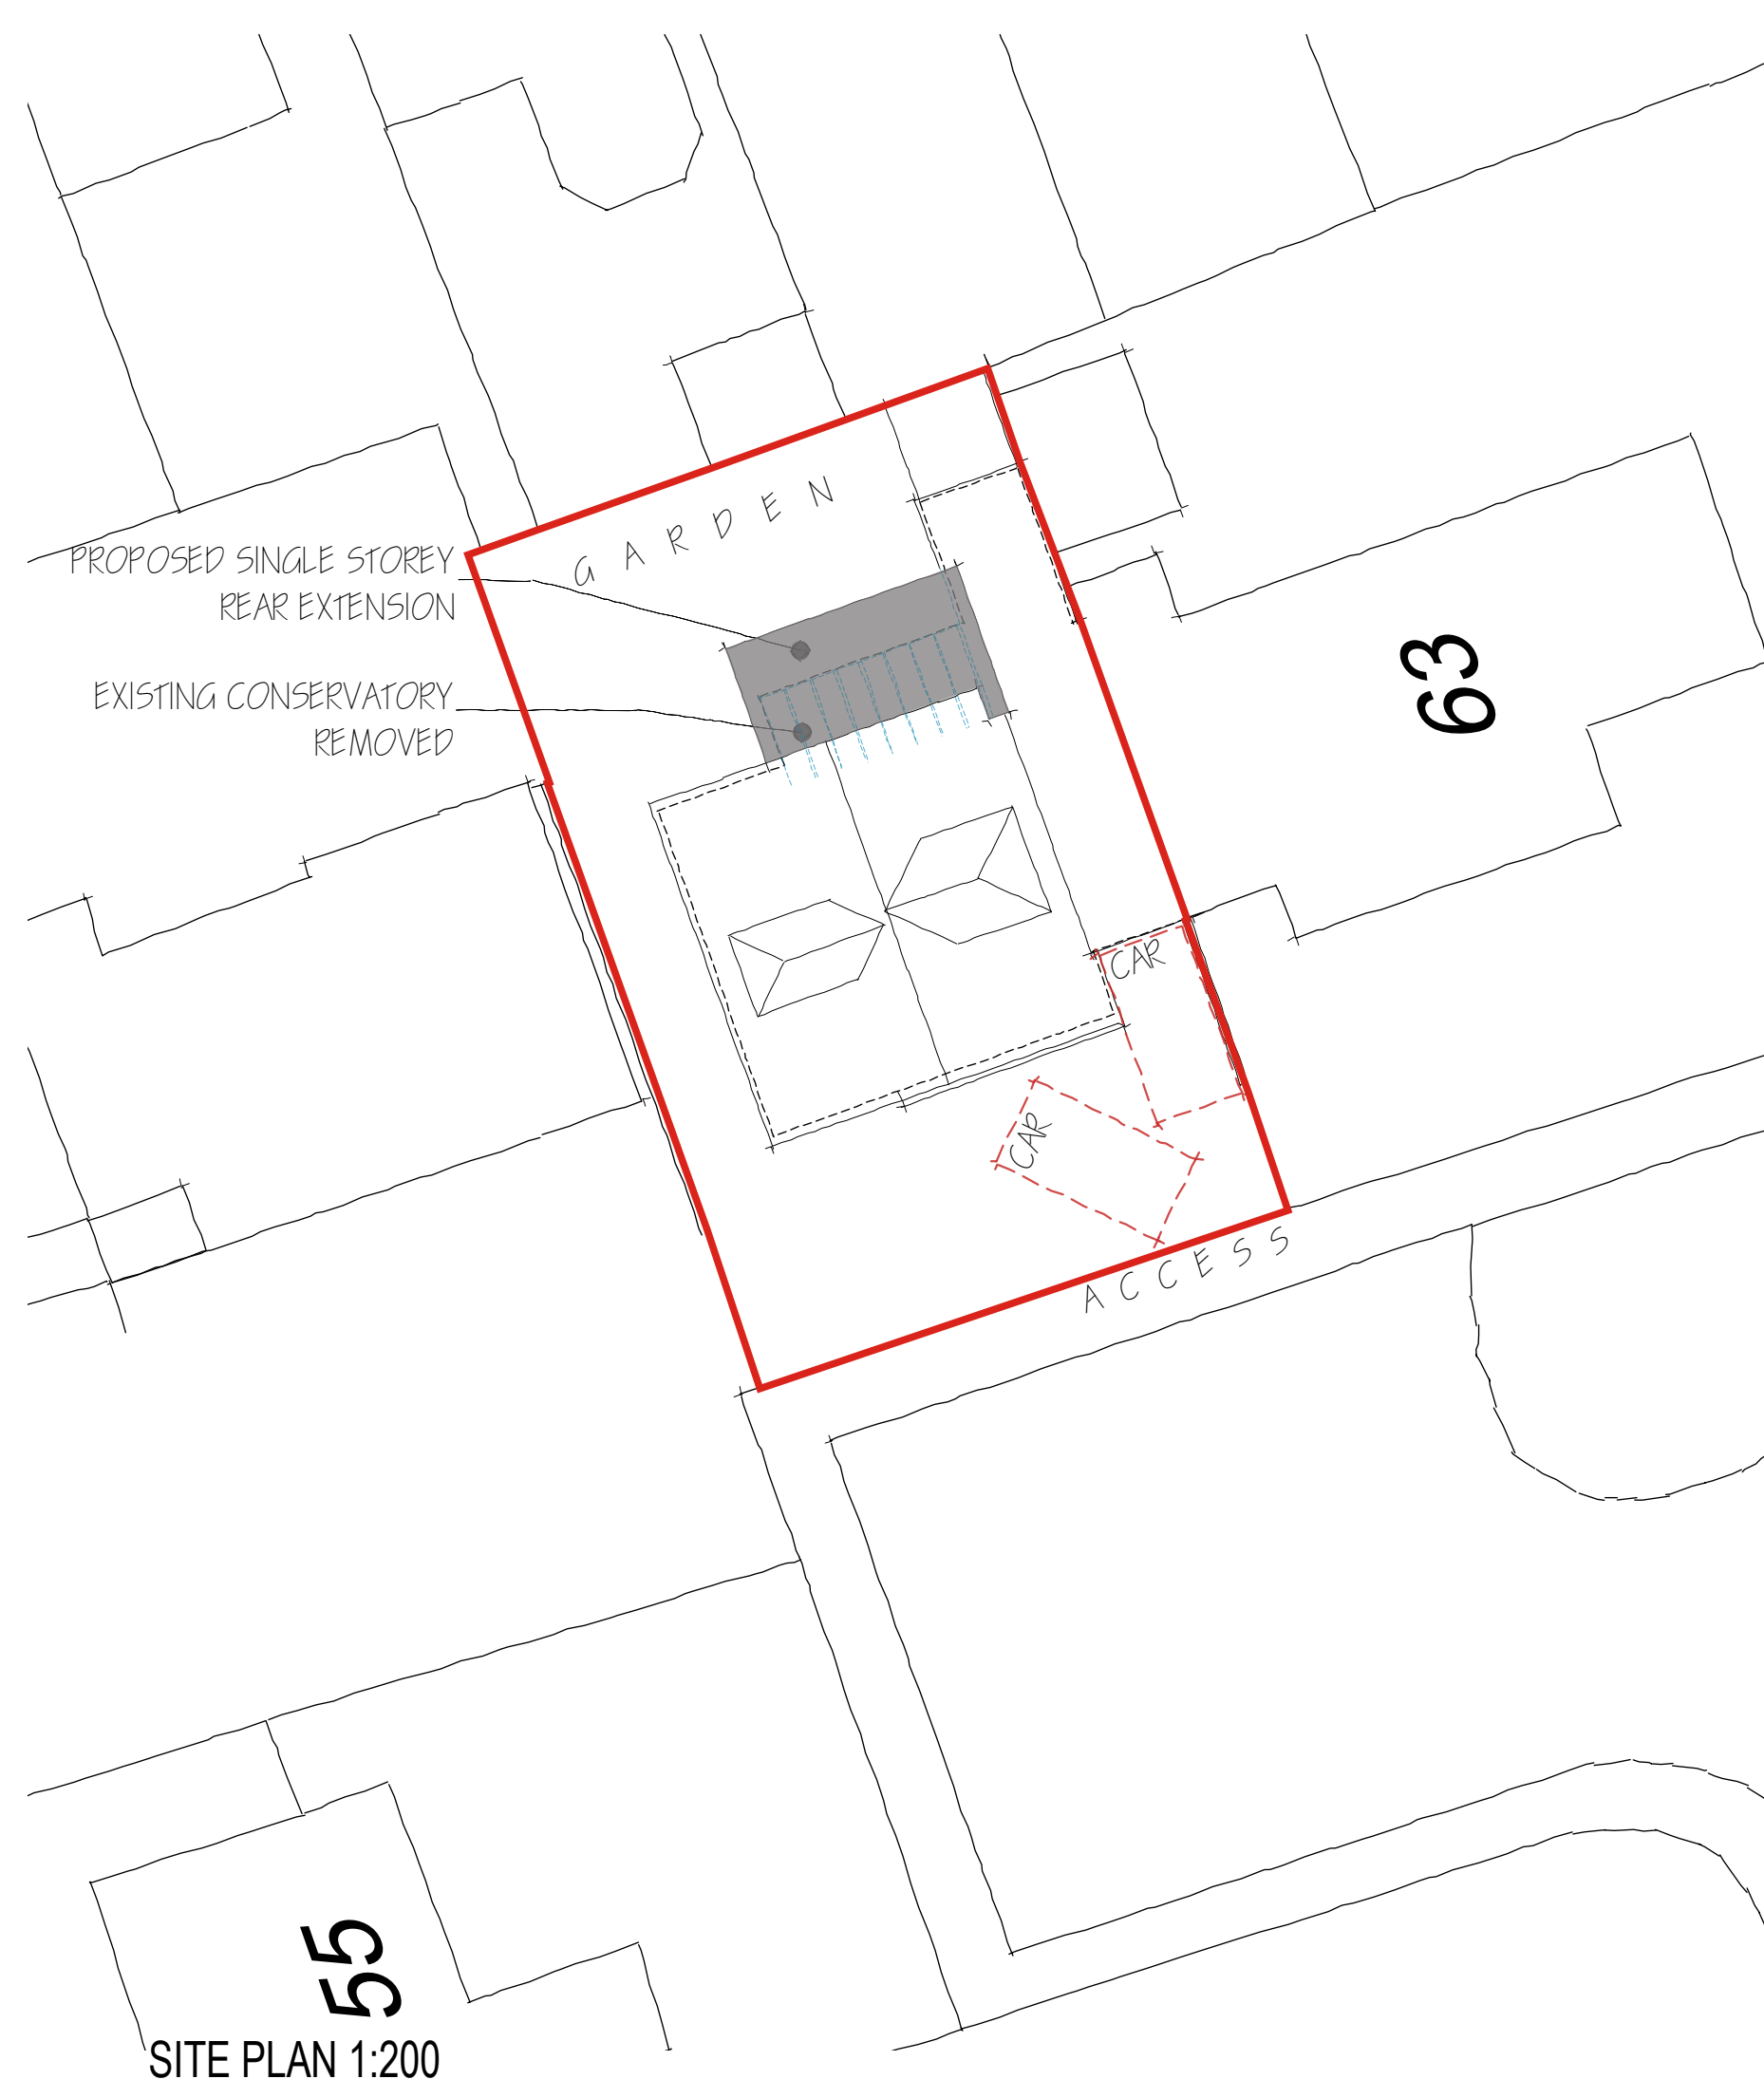 GARDEN
PROPOSED SINGLE STOREY
REAR EXTENSION
EXISTING CONSERVATORY
REMOVED
63
CAR
CAR
ACCESS
55
SITE PLAN 1:200